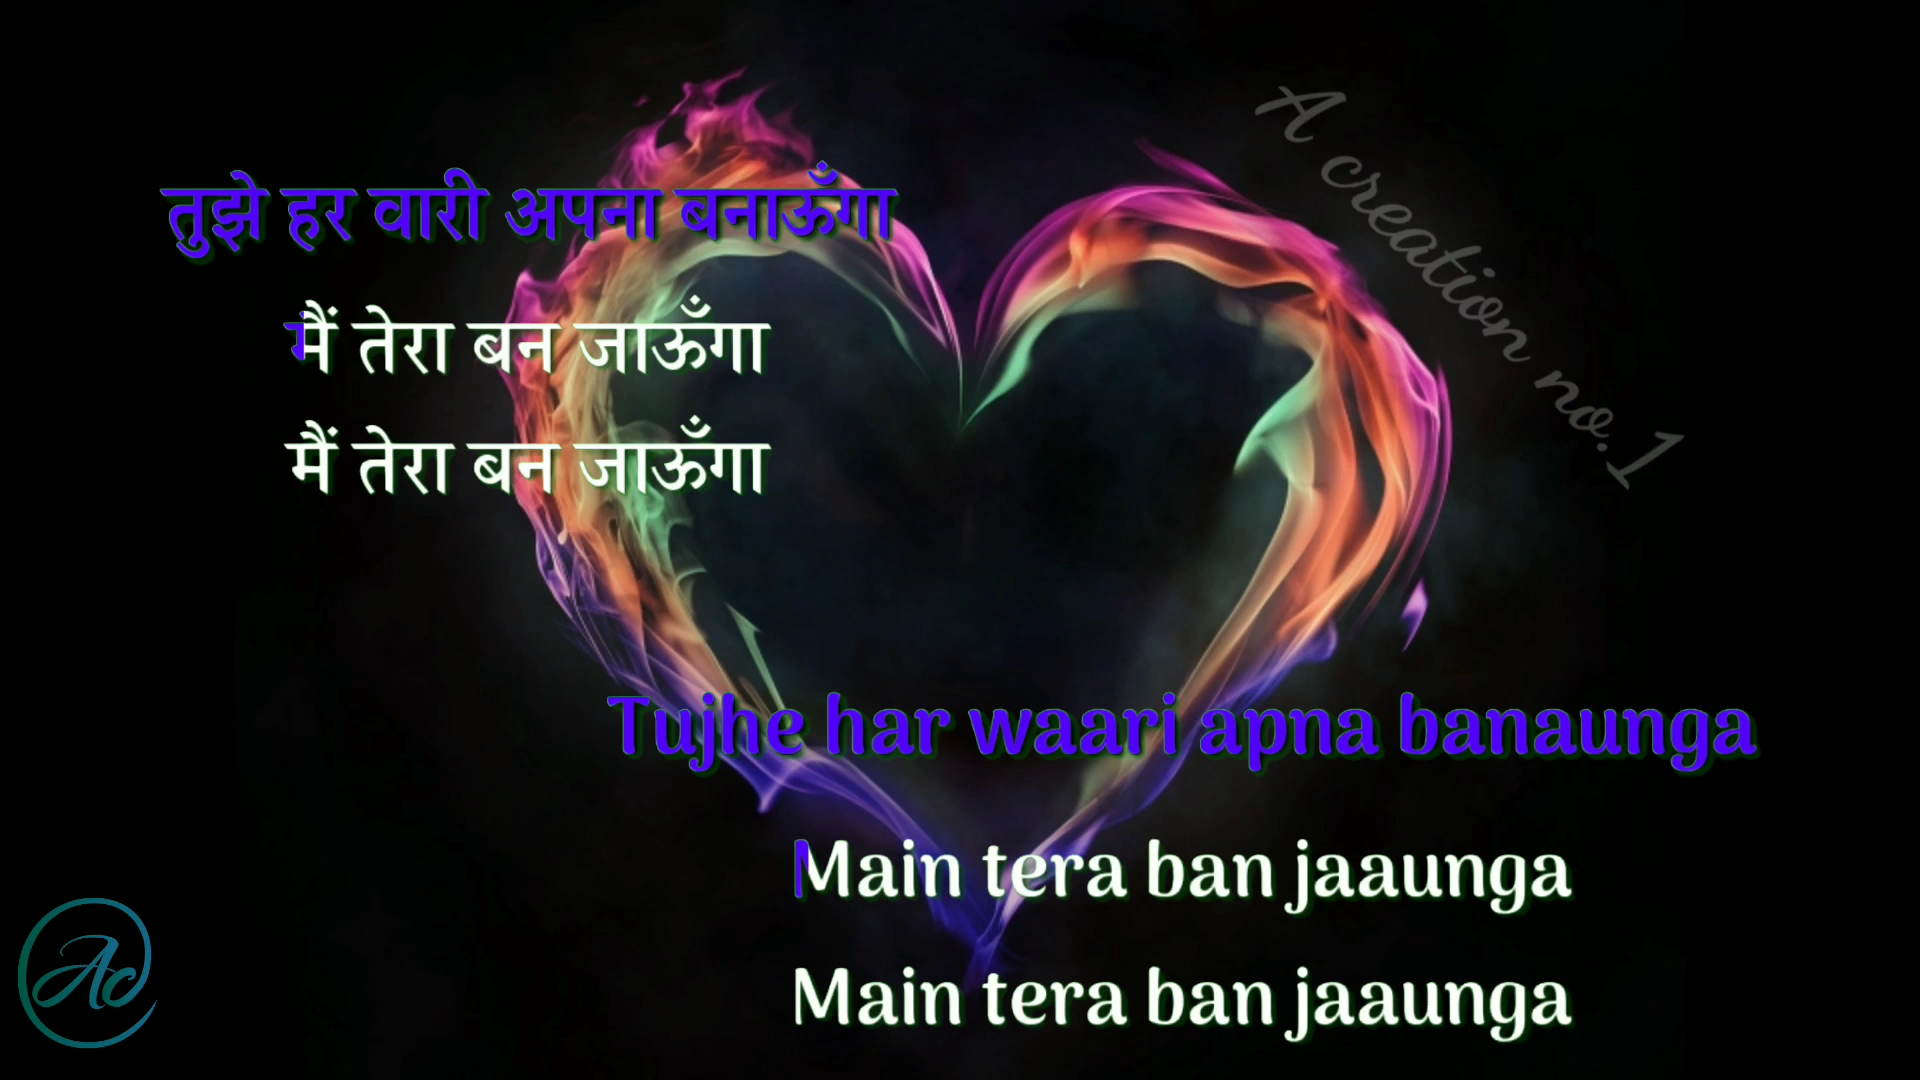 तुझे हर वारी अपना बनाऊँगा
मैं तेरा बन जाऊँगा
मैं तेरा बन जाऊँगा
A creation no.1
Tujhe har waari apna banaunga
Main tera ban jaaunga
Main tera ban jaaunga
Ac